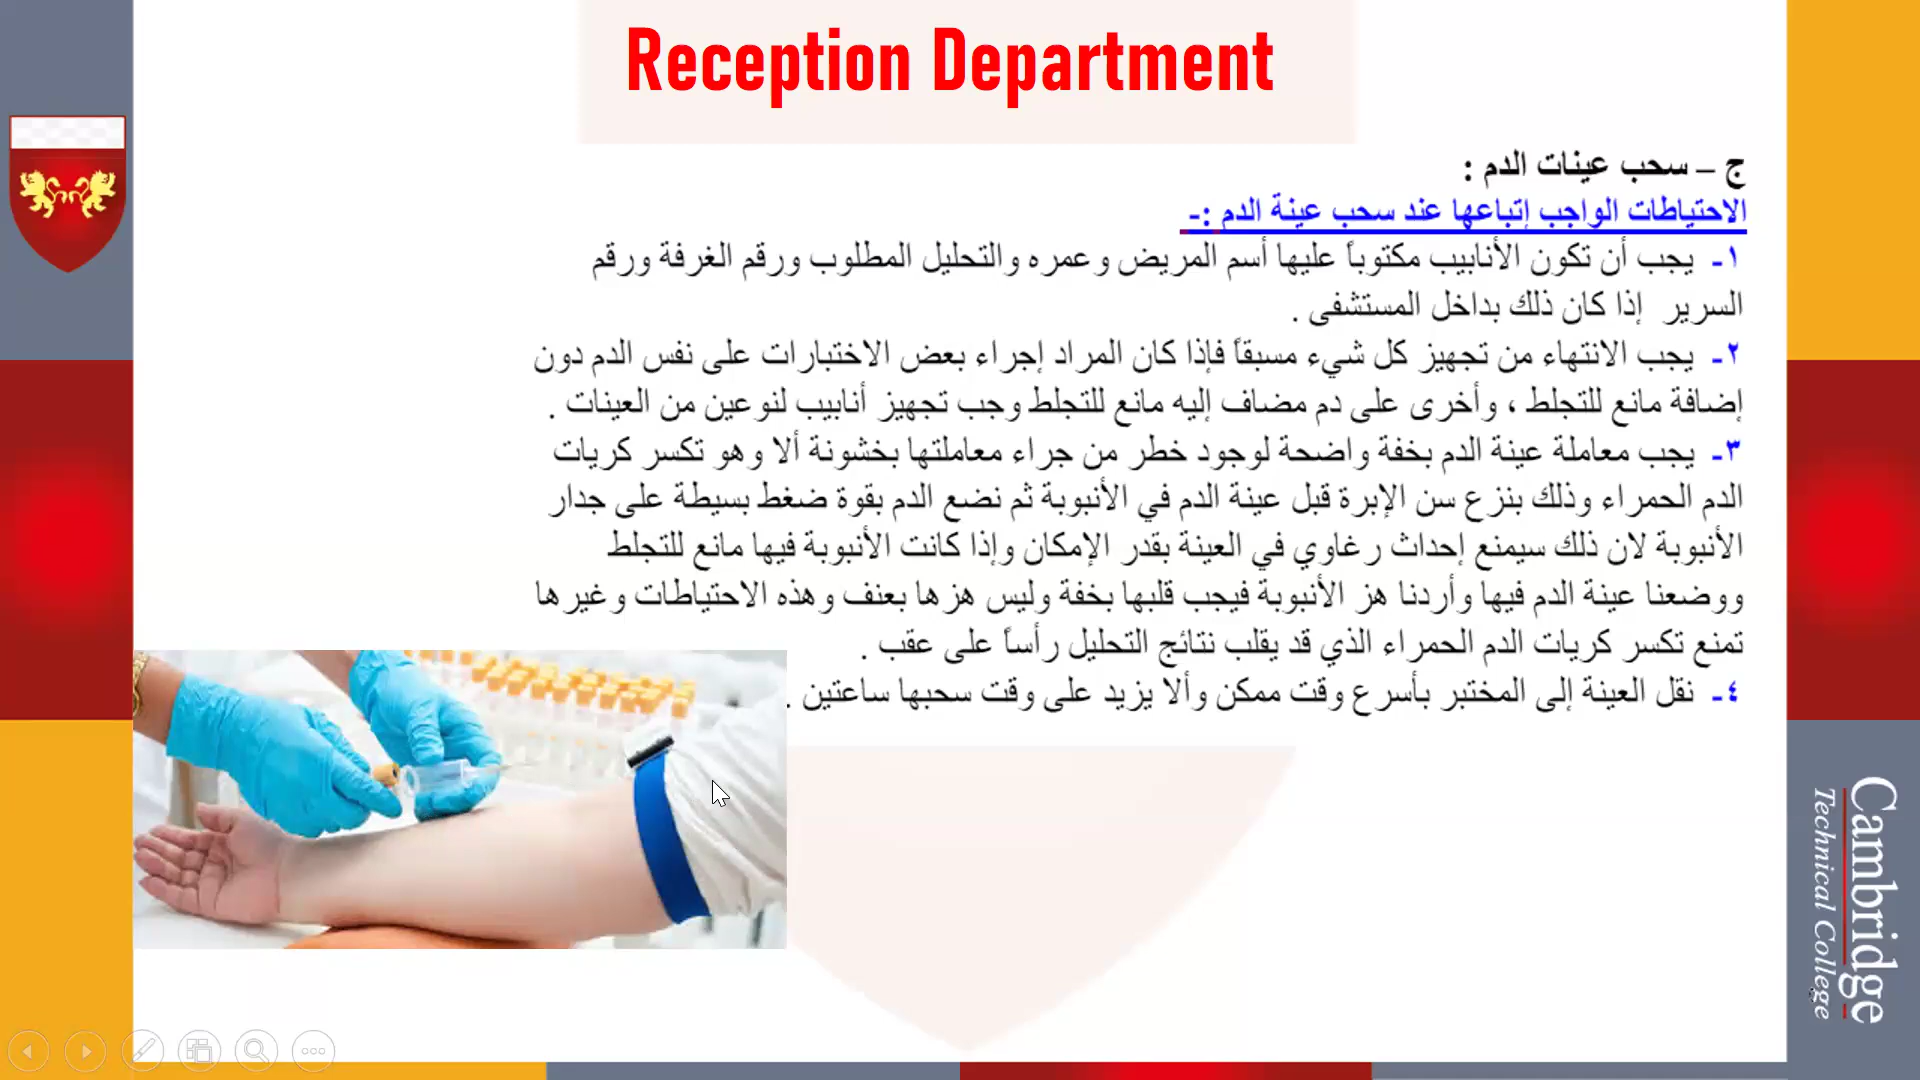 Reception Department
ج – سحب عينات الدم :
الاحتياطات الواجب إتباعها عند سحب عينة الدم :-
١- يجب أن تكون الأنابيب مكتوباً عليها أسم المريض وعمره والتحليل المطلوب ورقم الغرفة ورقم
السرير إذا كان ذلك بداخل المستشفى .
٢- يجب الانتهاء من تجهيز كل شيء مسبقاً فإذا كان المراد إجراء بعض الاختبارات على نفس الدم دون
إضافة مانع للتجلط ، وأخرى على دم مضاف إليه مانع للتجلط وجب تجهيز أنابيب لنوعين من العينات .
٣- يجب معاملة عينة الدم بخفة واضحة لوجود خطر من جراء معاملتها بخشونة ألا وهو تكسر كريات
الدم الحمراء وذلك بنزع سن الإبرة قبل عينة الدم في الأنبوبة ثم نضع الدم بقوة ضغط بسيطة على جدار
الأنبوبة لان ذلك سيمنع إحداث رغاوي في العينة بقدر الإمكان وإذا كانت الأنبوبة فيها مانع للتجلط
ووضعنا عينة الدم فيها وأردنا هز الأنبوبة فيجب قلبها بخفة وليس هزها بعنف وهذه الاحتياطات وغيرها
تمنع تكسر كريات الدم الحمراء الذي قد يقلب نتائج التحليل رأساً على عقب .
٤- نقل العينة إلى المختبر بأسرع وقت ممكن وألا يزيد على وقت سحبها ساعتين .
Cambridge
Technical College